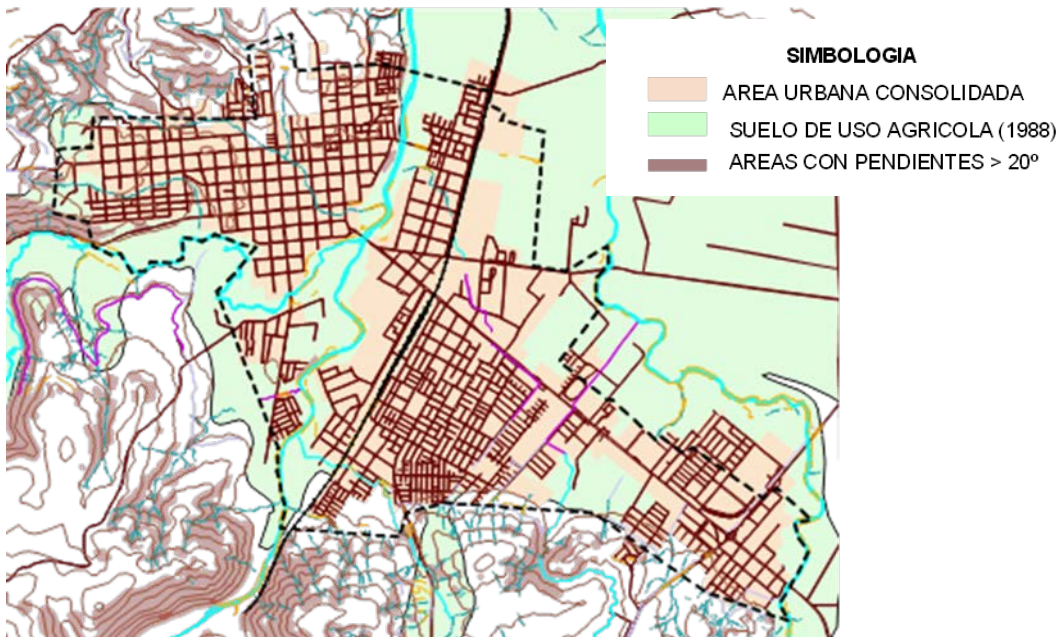 SIMBOLOGIA
AREA URBANA CONSOLIDADA
SUELO DE USO AGRICOLA (1988)
AREAS CON PENDIENTES > 20º